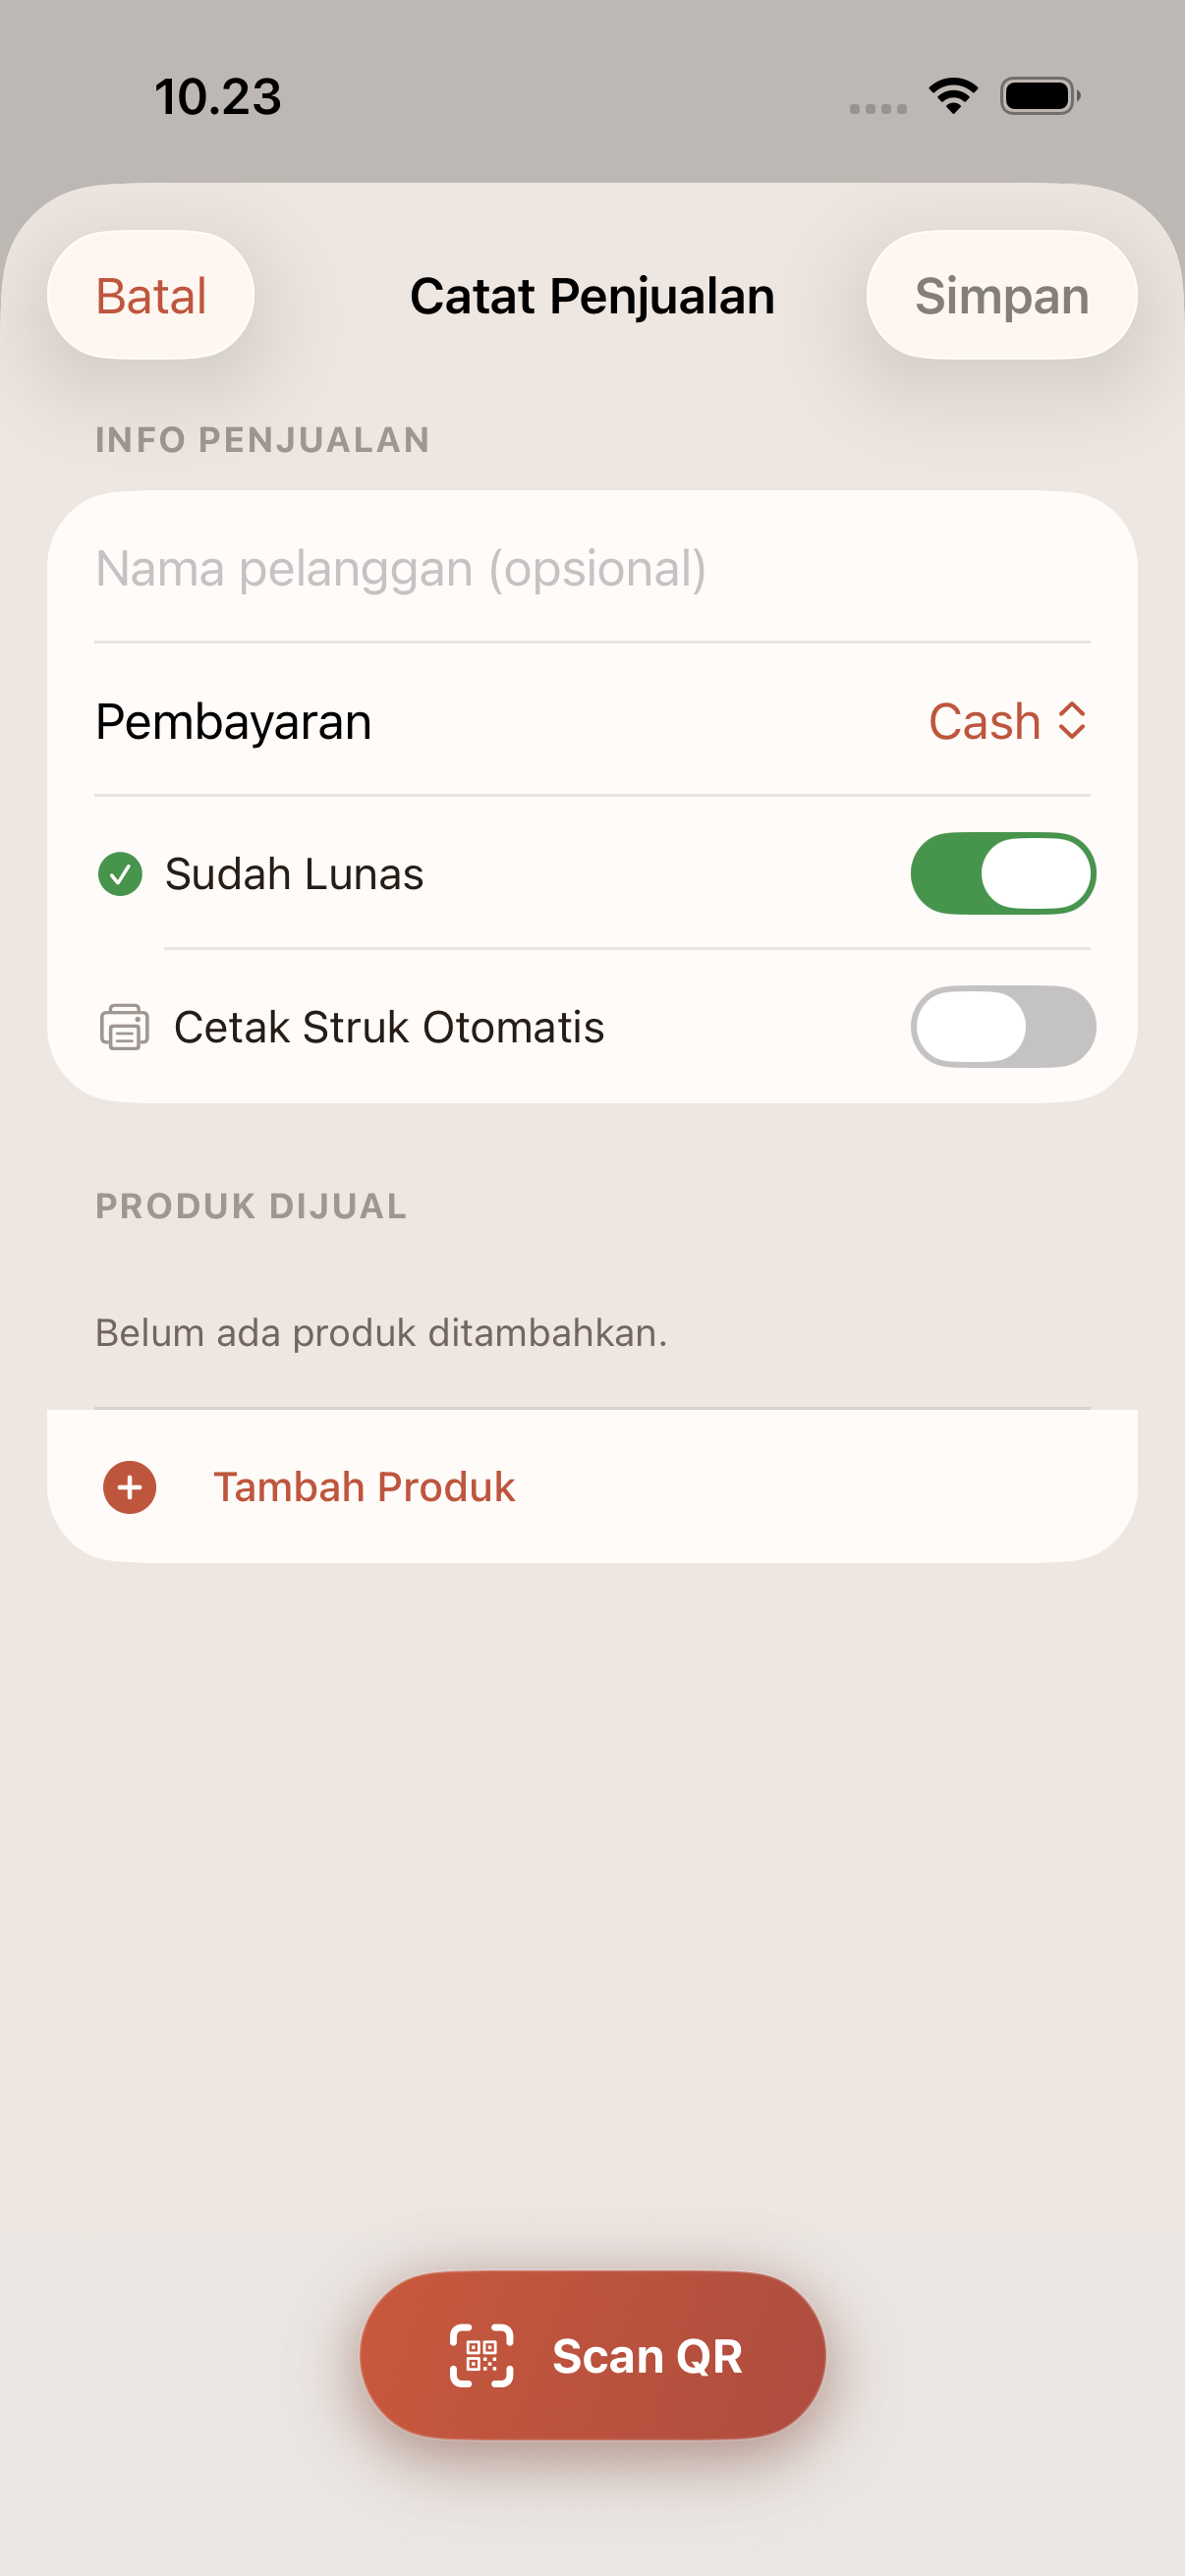 10.23
Batal
Catat Penjualan
Simpan
INFO PENJUALAN
Nama pelanggan (opsional)
Pembayaran
Cash
Sudah Lunas
Cetak Struk Otomatis
PRODUK DIJUAL
Belum ada produk ditambahkan.
Tambah Produk
Scan QR